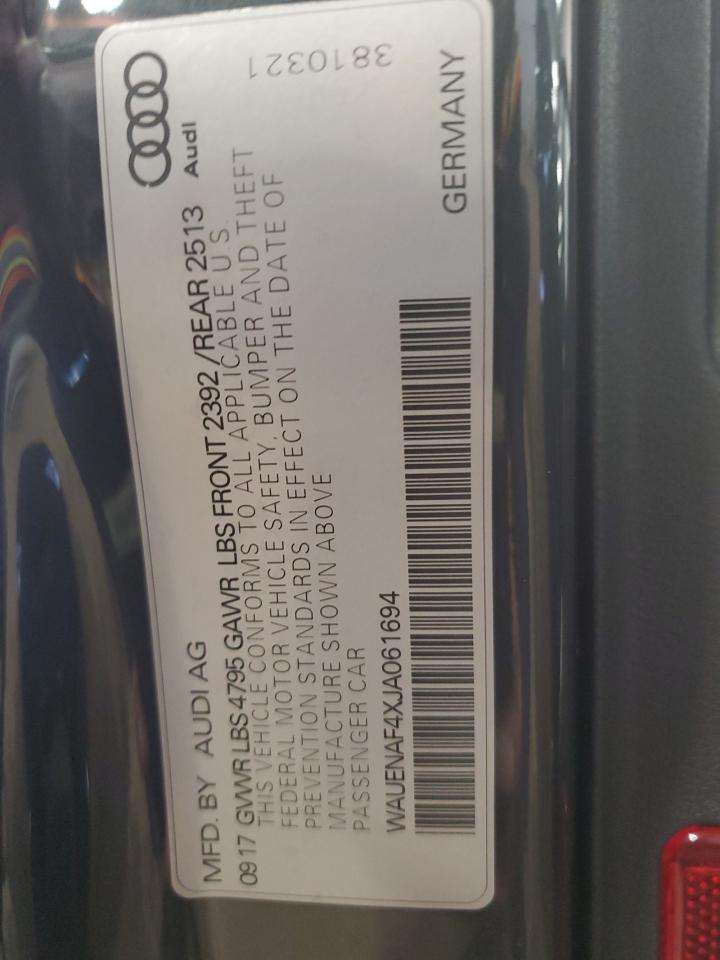 MFD. BY AUDI AG
Audi
0917 GVWR LBS 4795 GAWR LBS FRONT 2392 /REAR 2513
THIS VEHICLE CONFORMS TO ALL APPLICABLE U.S.
FEDERAL MOTOR VEHICLE SAFETY, BUMPER AND THEFT
PREVENTION STANDARDS IN EFFECT ON THE DATE OF
MANUFACTURE SHOWN ABOVE
PASSENGER CAR
3810321
WAUENAF4XJA061694
GERMANY